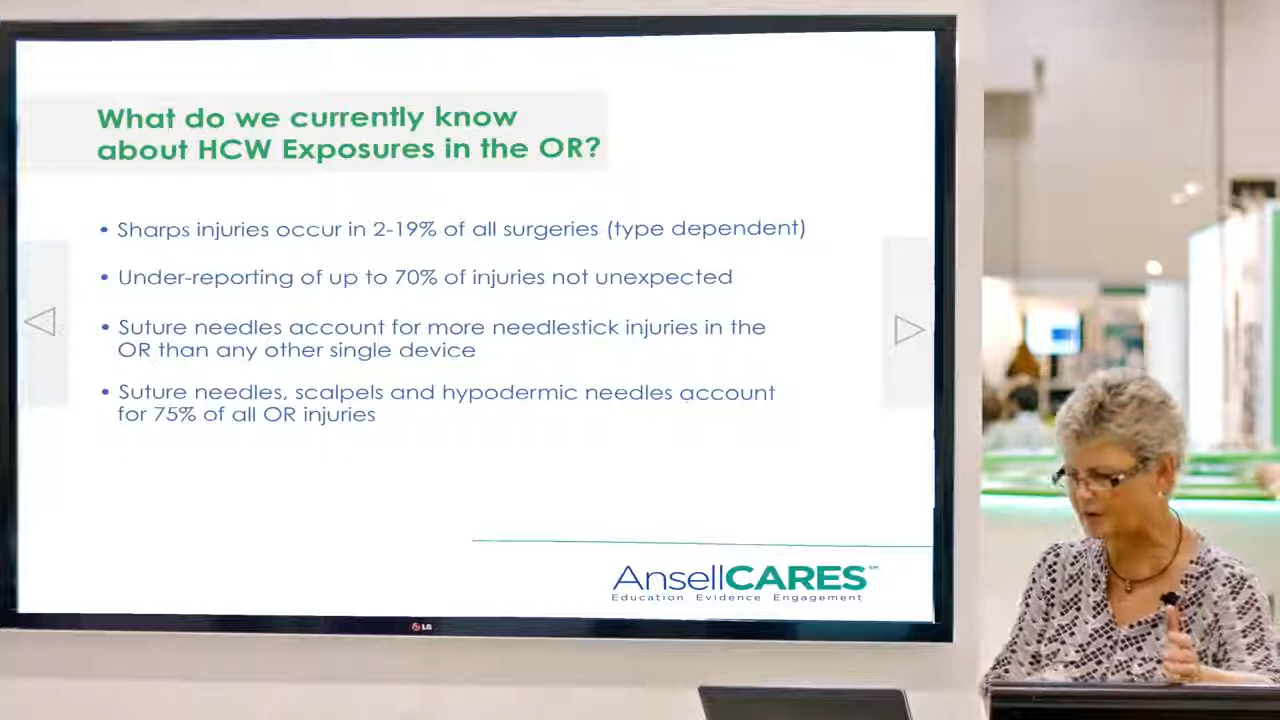 What do we currently know
about HCW Exposures in the OR?
• Sharps injuries occur in 2-19% of all surgeries (type dependent)
• Under-reporting of up to 70% of injuries not unexpected
• Suture needles account for more needlestick injuries in the
OR than any other single device
• Suture needles, scalpels and hypodermic needles account
for 75% of all OR injuries
AnsellCARES℠
Education Evidence Engagement
LG